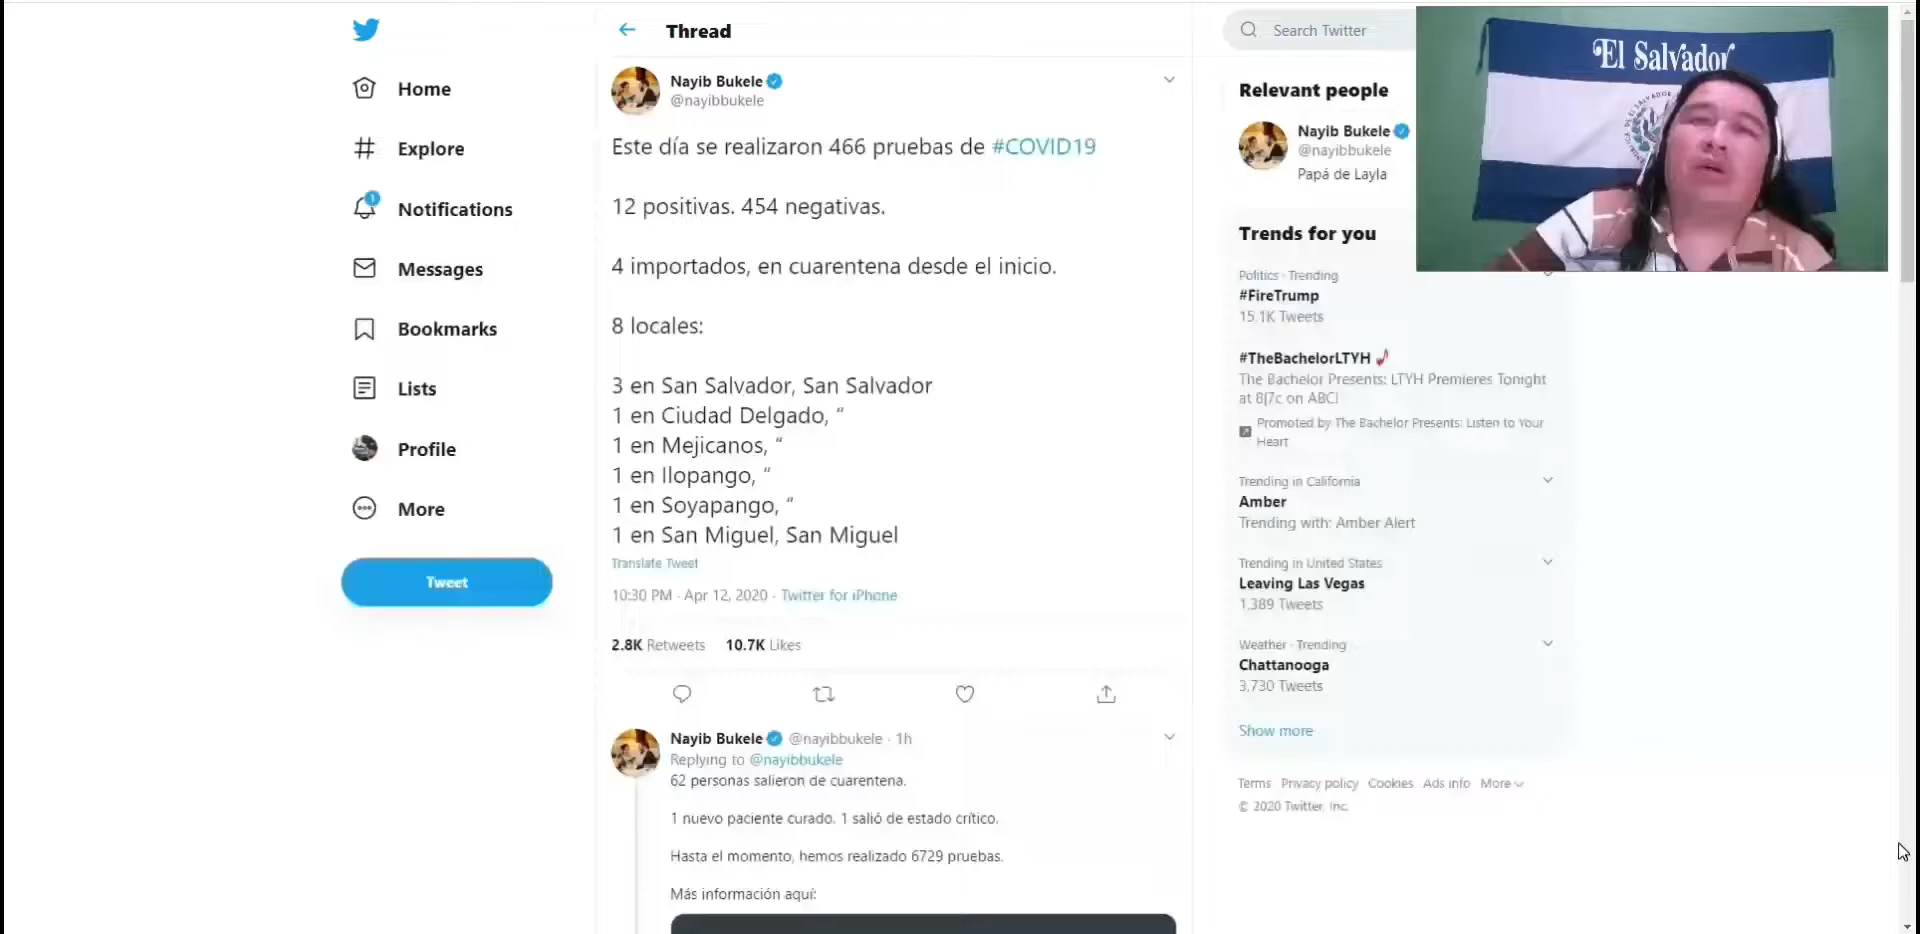 Home
Explore
1
Notifications
Messages
Bookmarks
Lists
Profile
More
Tweet
Thread
Nayib Bukele
@nayibbukele
Este día se realizaron 466 pruebas de #COVID19
12 positivas. 454 negativas.
4 importados, en cuarentena desde el inicio.
8 locales:
3 en San Salvador, San Salvador
1 en Ciudad Delgado, “
1 en Mejicanos, “
1 en Ilopango, “
1 en Soyapango, “
1 en San Miguel, San Miguel
Translate Tweet
10:30 PM · Apr 12, 2020 · Twitter for iPhone
2.8K Retweets 10.7K Likes
Nayib Bukele @nayibbukele · 1h
Replying to @nayibbukele
62 personas salieron de cuarentena.
1 nuevo paciente curado. 1 salió de estado crítico.
Hasta el momento, hemos realizado 6729 pruebas.
Más información aquí:
Search Twitter
Relevant people
Nayib Bukele
@nayibbukele
Papá de Layla
Trends for you
Politics · Trending
#FireTrump
15.1K Tweets
#TheBachelorLTYH
The Bachelor Presents: LTYH Premieres Tonight
at 8|7c on ABC!
Promoted by The Bachelor Presents: Listen to Your
Heart
Trending in California
Amber
Trending with: Amber Alert
Trending in United States
Leaving Las Vegas
1,389 Tweets
Weather · Trending
Chattanooga
3,730 Tweets
Show more
Terms Privacy policy Cookies Ads info More
© 2020 Twitter, Inc.
El Salvador